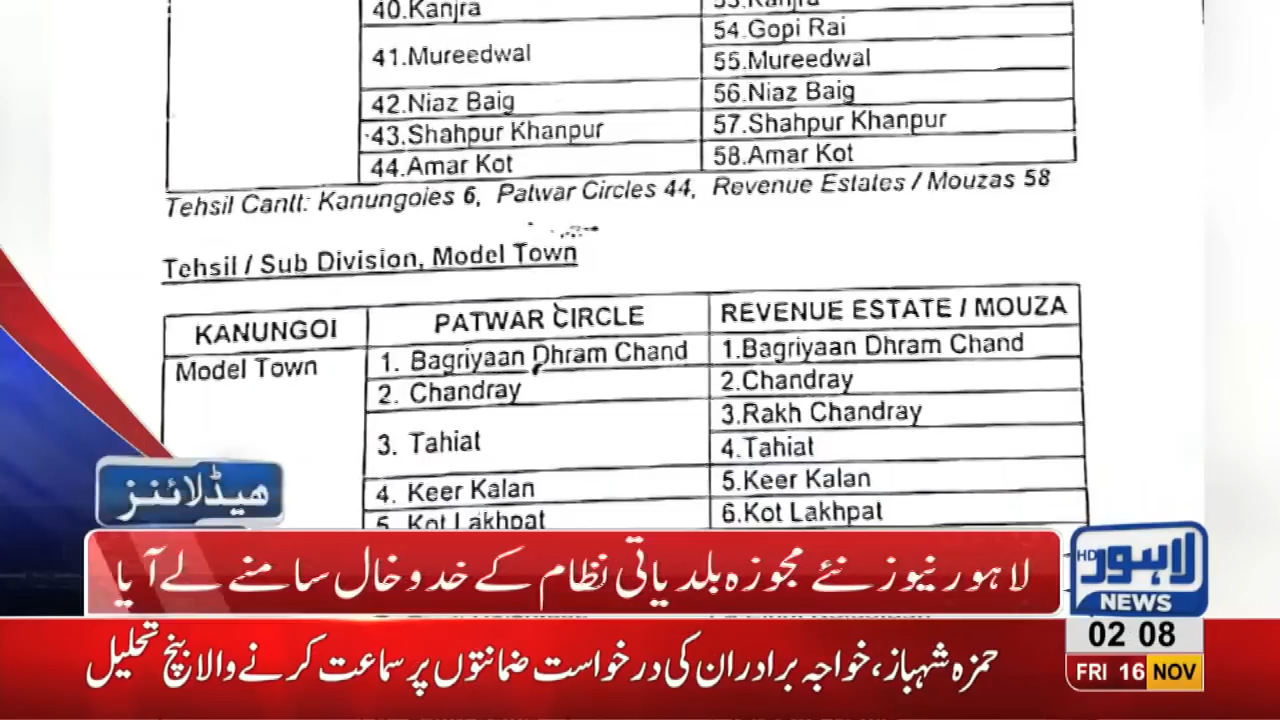 40.Kanjra
53.Kanjra
54.Gopi Rai
41.Mureedwal
55.Mureedwal
42.Niaz Baig
56.Niaz Baig
43.Shahpur Khanpur
57.Shahpur Khanpur
44.Amar Kot
58.Amar Kot
Tehsil Cantt: Kanungoies 6, Patwar Circles 44, Revenue Estates / Mouzas 58
Tehsil / Sub Division, Model Town
KANUNGOI
PATWAR CIRCLE
REVENUE ESTATE / MOUZA
Model Town
1. Bagriyaan Dhram Chand
1.Bagriyaan Dhram Chand
2. Chandray
2.Chandray
3.Rakh Chandray
3. Tahiat
4.Tahiat
4. Keer Kalan
5.Keer Kalan
5. Kot Lakhpat
6.Kot Lakhpat
ھیڈلائنز
لاہور نیوز نئے مجوزہ بلدیاتی نظام کے خدوخال سامنے لے آیا
HD لاہور
NEWS
02 08
حمزہ شہباز، خواجہ برادران کی درخواست ضمانتوں پر سماعت کرنے والا بنچ تحلیل
FRI 16 NOV